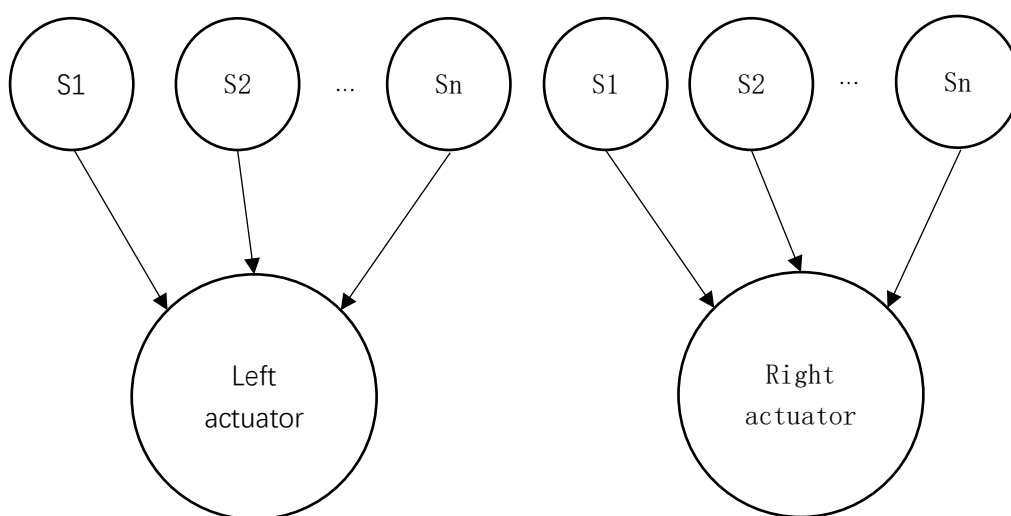 S1
S2
...
Sn
S1
S2
...
Sn
Left
actuator
Right
actuator